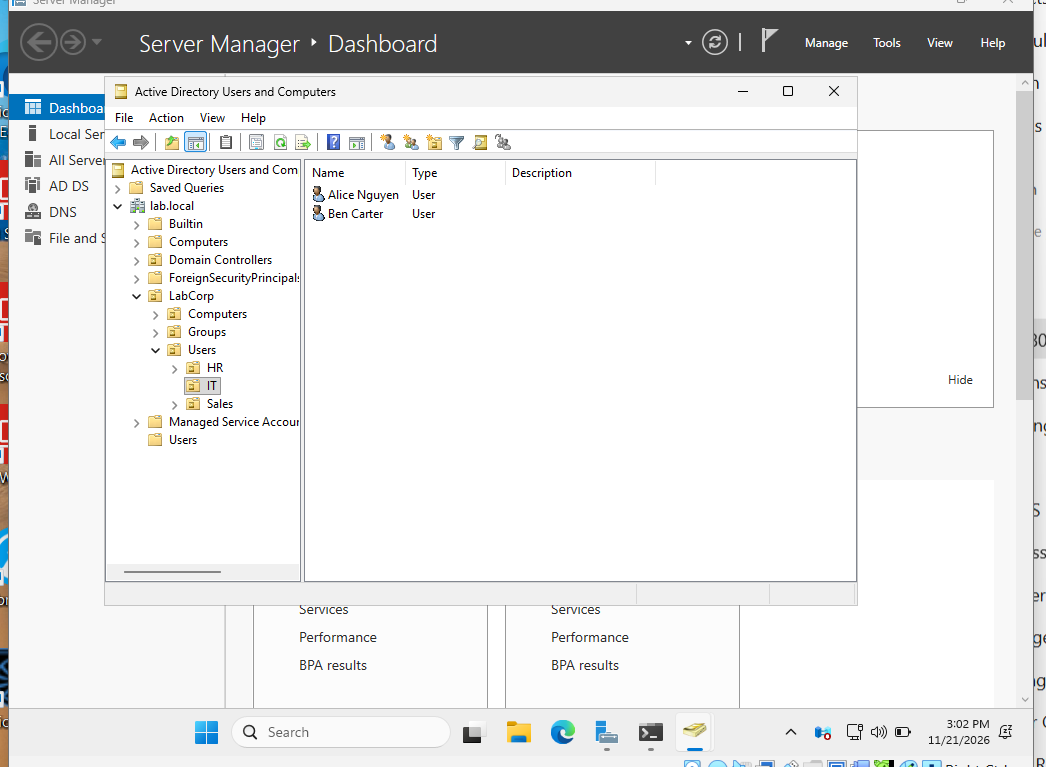 Server Manager
Server Manager ‣ Dashboard
Manage Tools View Help
Active Directory Users and Computers
File Action View Help
Dashboa
Local Ser
All Server
AD DS
DNS
File and S
Active Directory Users and Com
Saved Queries
lab.local
Builtin
Computers
Domain Controllers
ForeignSecurityPrincipals
LabCorp
Computers
Groups
Users
HR
IT
Sales
Managed Service Accour
Users
Name Type Description
Alice Nguyen User
Ben Carter User
Hide
Services Services
Performance Performance
BPA results BPA results
Search
3:02 PM
11/21/2026
Right Ctrl